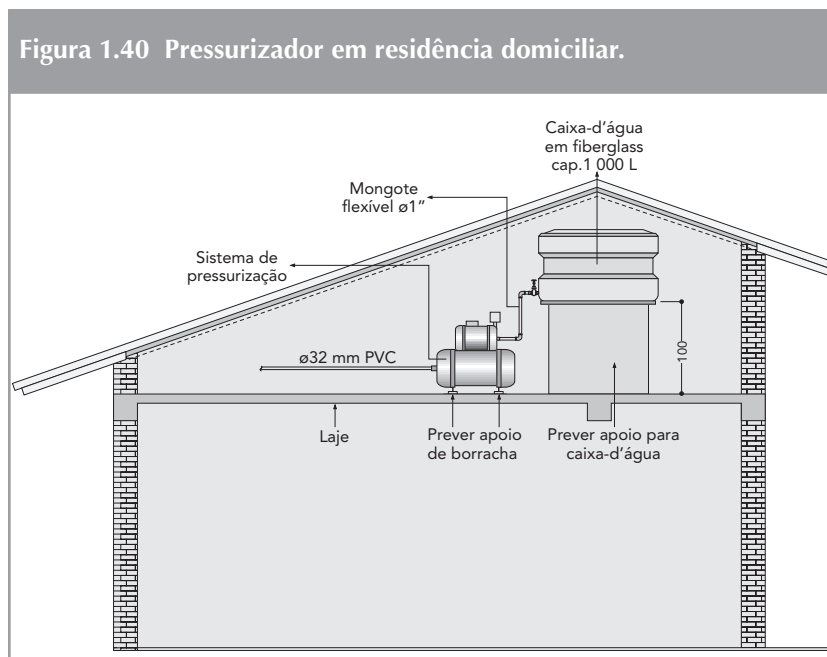 Figura 1.40 Pressurizador em residência domiciliar.
Caixa-d'água
em fiberglass
cap.1 000 L
Mongote
flexível ø1"
Sistema de
pressurização
ø32 mm PVC
100
Laje
Prever apoio
de borracha
Prever apoio para
caixa-d'água